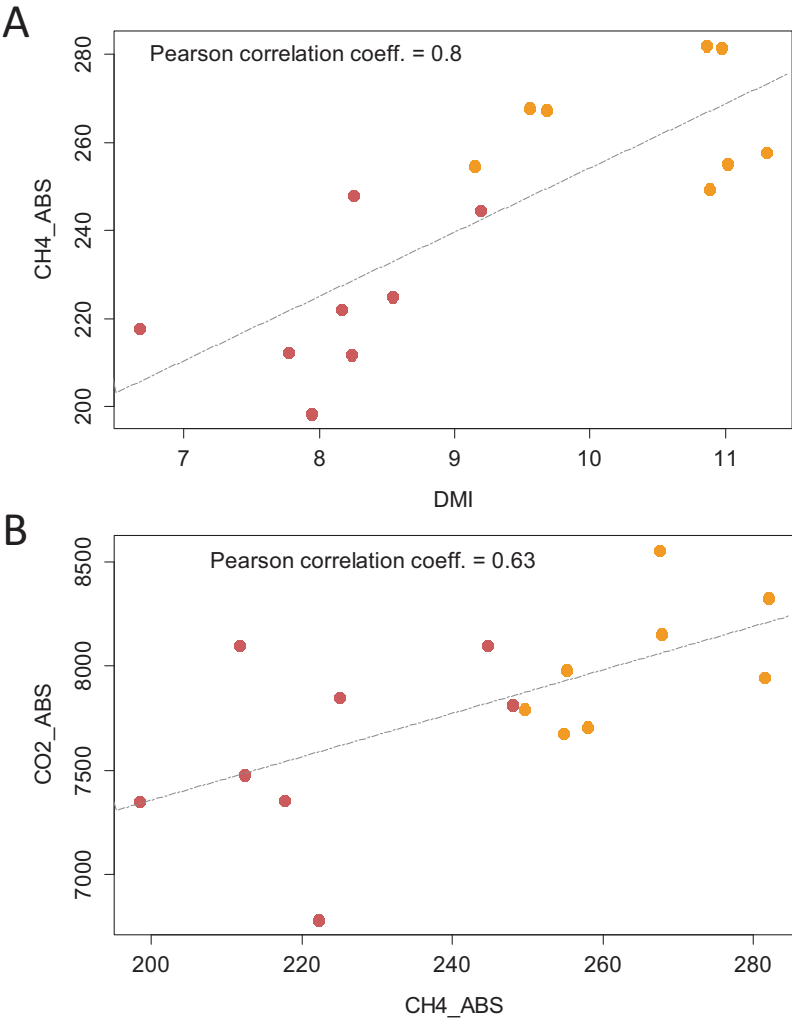 A
Pearson correlation coeff. = 0.8
280
260
240
220
200
CH4_ABS
7 8 9 10 11
DMI
B
Pearson correlation coeff. = 0.63
8500
8000
7500
7000
CO2_ABS
200 220 240 260 280
CH4_ABS